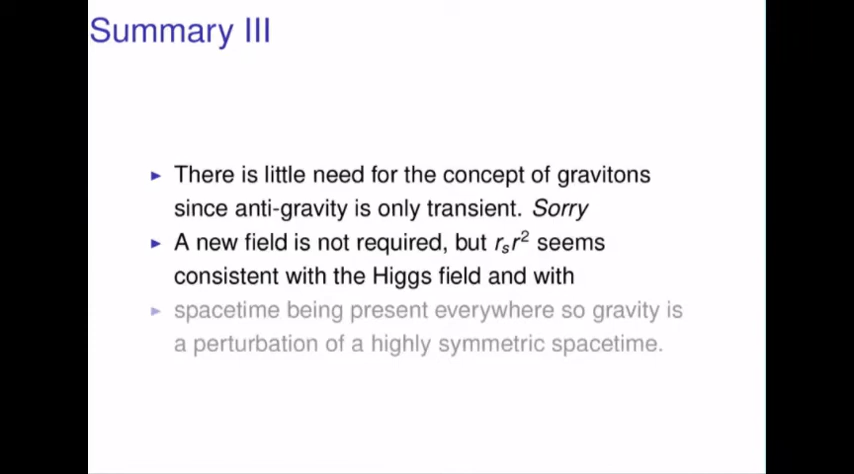 Summary III
▶ There is little need for the concept of gravitons
since anti-gravity is only transient. Sorry
▶ A new field is not required, but rₛr² seems
consistent with the Higgs field and with
▶ spacetime being present everywhere so gravity is
a perturbation of a highly symmetric spacetime.